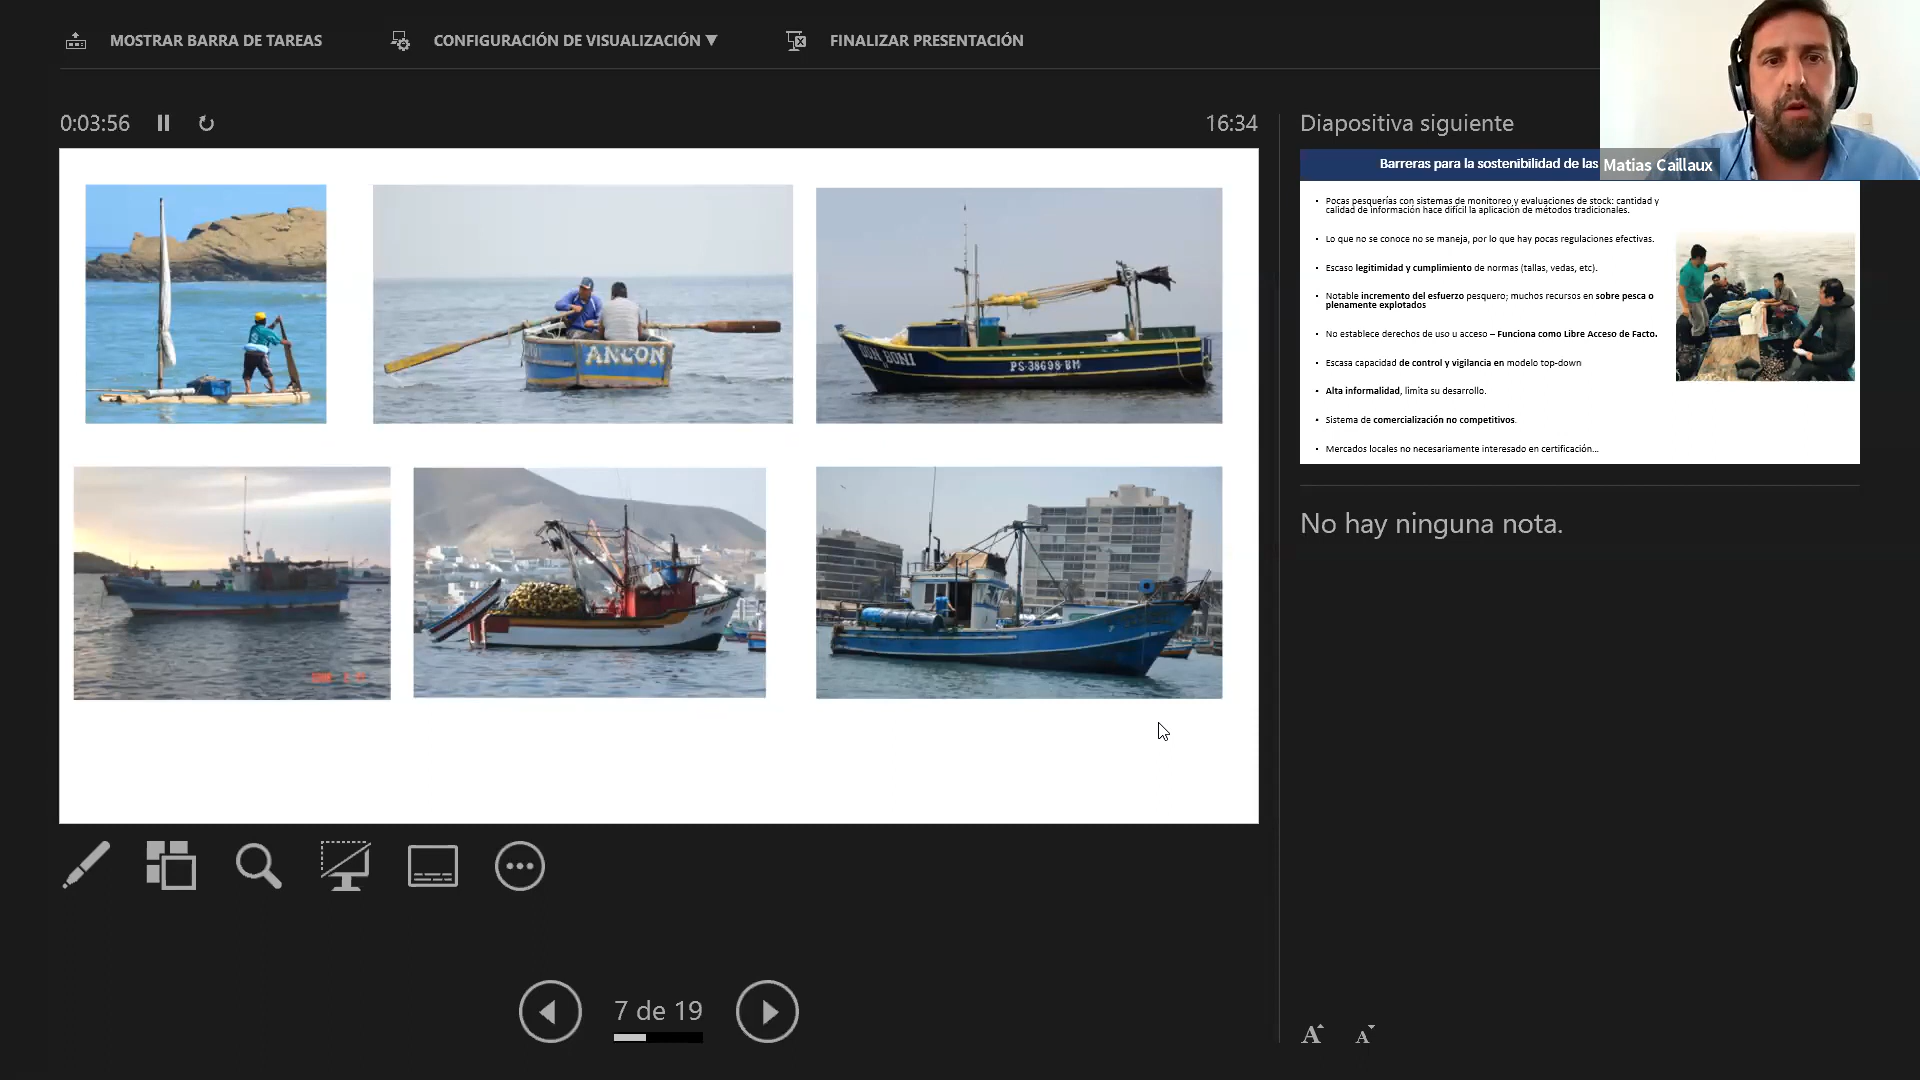 MOSTRAR BARRA DE TAREAS
CONFIGURACIÓN DE VISUALIZACIÓN ▼
FINALIZAR PRESENTACIÓN
0:03:56
16:34
ANCON
DON BONI
PS-38698-BM
7 de 19
Diapositiva siguiente
Matias Caillaux
Barreras para la sostenibilidad de las
• Pocas pesquerías con sistemas de monitoreo y evaluaciones de stock: cantidad y
calidad de información hace difícil la aplicación de métodos tradicionales.
• Lo que no se conoce no se maneja, por lo que hay pocas regulaciones efectivas.
• Escaso legitimidad y cumplimiento de normas (tallas, vedas, etc).
• Notable incremento del esfuerzo pesquero; muchos recursos en sobre pesca o
plenamente explotados
• No establece derechos de uso u acceso – Funciona como Libre Acceso de Facto.
• Escasa capacidad de control y vigilancia en modelo top-down
• Alta informalidad, limita su desarrollo.
• Sistema de comercialización no competitivos.
• Mercados locales no necesariamente interesado en certificación...
No hay ninguna nota.
A A